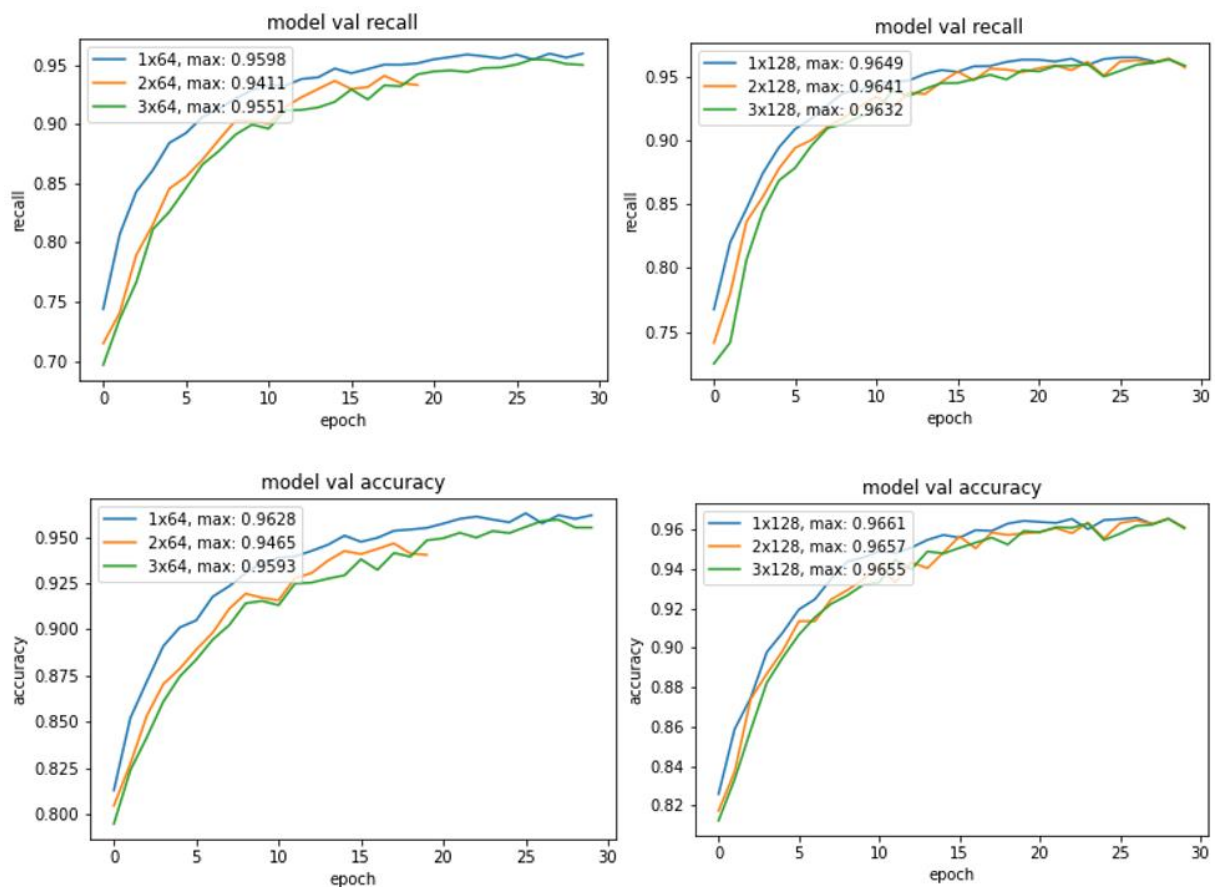 model val recall
1x64, max: 0.9598
2x64, max: 0.9411
3x64, max: 0.9551
0.95
0.90
0.85
0.80
0.75
0.70
recall
0 5 10 15 20 25 30
epoch
model val recall
1x128, max: 0.9649
2x128, max: 0.9641
3x128, max: 0.9632
0.95
0.90
0.85
0.80
0.75
recall
0 5 10 15 20 25 30
epoch
model val accuracy
1x64, max: 0.9628
2x64, max: 0.9465
3x64, max: 0.9593
0.950
0.925
0.900
0.875
0.850
0.825
0.800
accuracy
0 5 10 15 20 25 30
epoch
model val accuracy
1x128, max: 0.9661
2x128, max: 0.9657
3x128, max: 0.9655
0.96
0.94
0.92
0.90
0.88
0.86
0.84
0.82
accuracy
0 5 10 15 20 25 30
epoch